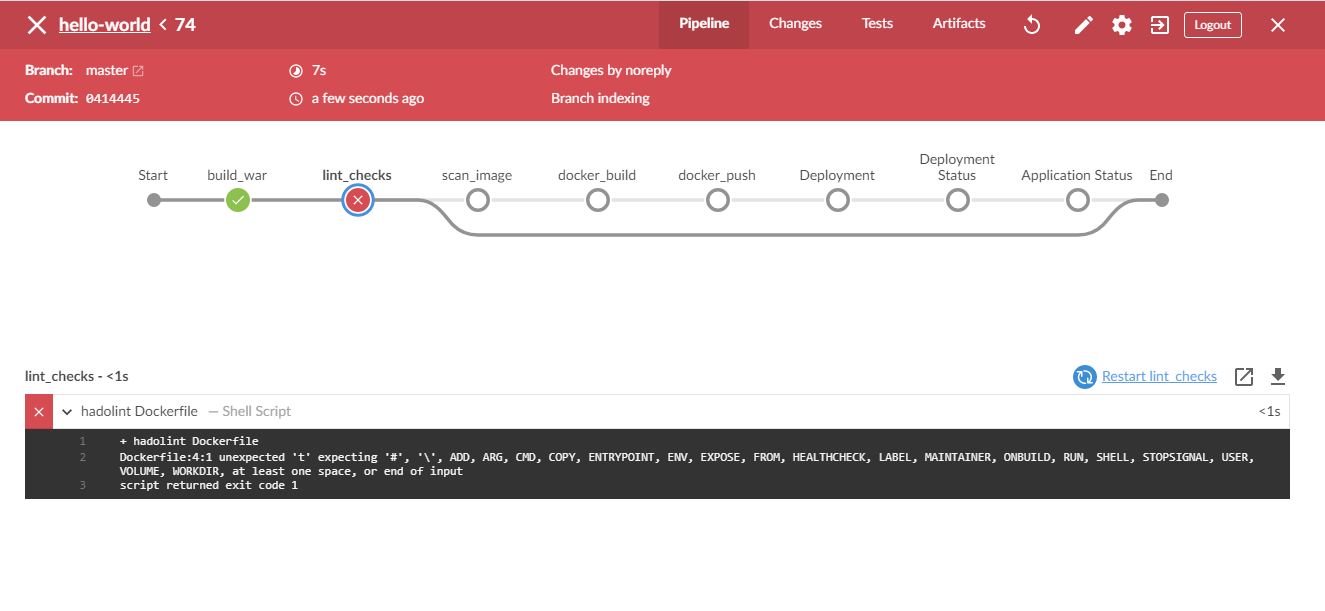 hello-world < 74
Pipeline
Changes
Tests
Artifacts
Logout
Branch: master
7s
Changes by noreply
Commit: 0414445
a few seconds ago
Branch indexing
Start
build_war
lint_checks
scan_image
docker_build
docker_push
Deployment
Deployment
Status
Application Status
End
lint_checks - <1s
Restart lint_checks
hadolint Dockerfile — Shell Script
<1s
1 + hadolint Dockerfile
2 Dockerfile:4:1 unexpected 't' expecting '#', '\', ADD, ARG, CMD, COPY, ENTRYPOINT, ENV, EXPOSE, FROM, HEALTHCHECK, LABEL, MAINTAINER, ONBUILD, RUN, SHELL, STOPSIGNAL, USER,
VOLUME, WORKDIR, at least one space, or end of input
3 script returned exit code 1